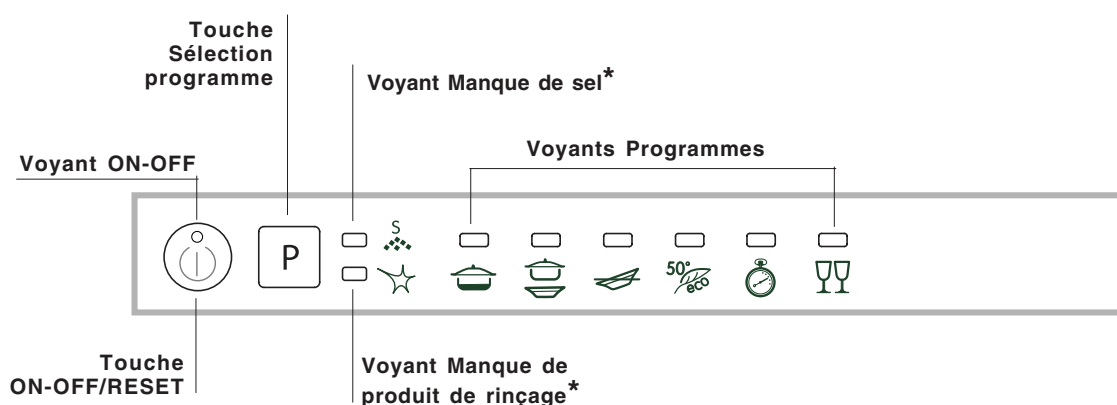 Touche
Sélection
programme
Voyant Manque de sel*
Voyants Programmes
Voyant ON-OFF
S
P
50°
eco
Touche
ON-OFF/RESET
Voyant Manque de
produit de rinçage*